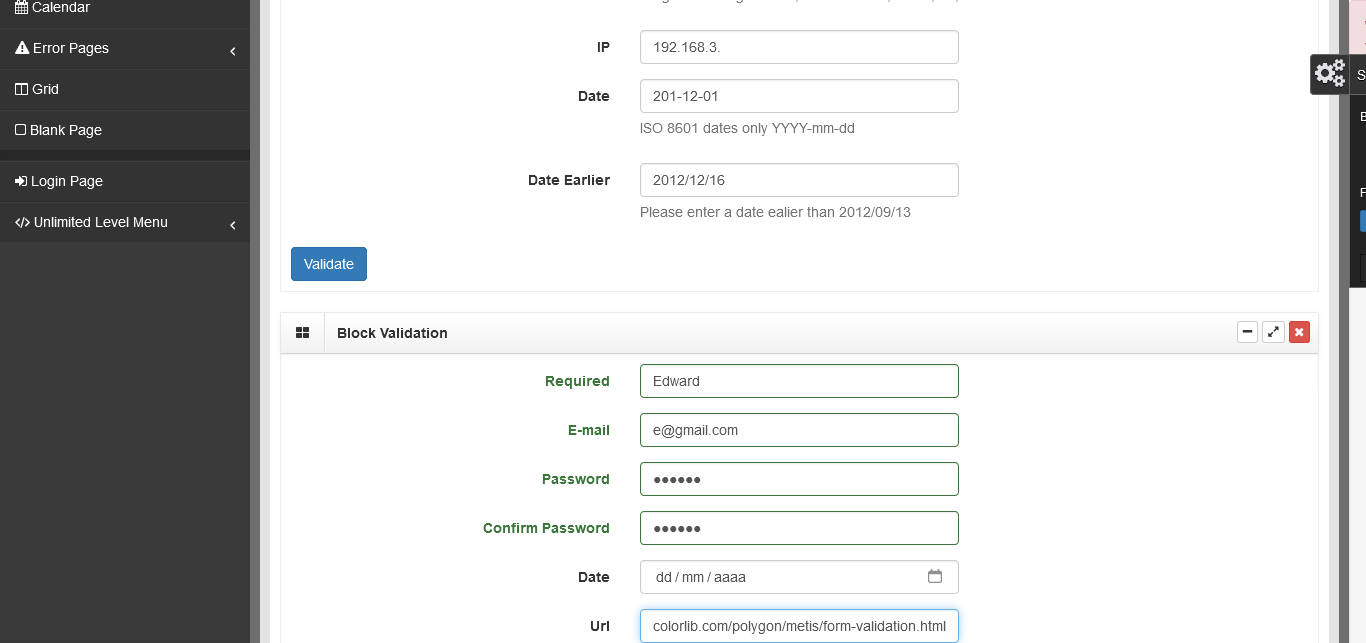 Calendar
Error Pages
Grid
Blank Page
Login Page
Unlimited Level Menu
IP 192.168.3.
Date 201-12-01
ISO 8601 dates only YYYY-mm-dd
Date Earlier 2012/12/16
Please enter a date ealier than 2012/09/13
Validate
Block Validation
Required Edward
E-mail e@gmail.com
Password ●●●●●●
Confirm Password ●●●●●●
Date dd / mm / aaaa
Url colorlib.com/polygon/metis/form-validation.html